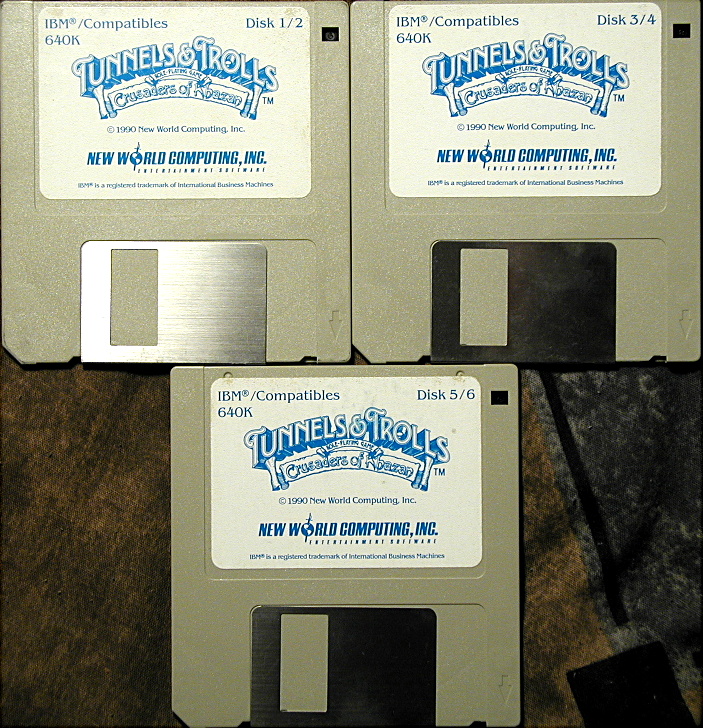 IBM®/Compatibles Disk 1/2
640K
TUNNELS & TROLLS
ROLE-PLAYING GAME
Crusaders of Khazan TM
© 1990 New World Computing, Inc.
NEW WORLD COMPUTING, INC.
ENTERTAINMENT SOFTWARE
IBM® is a registered trademark of International Business Machines
IBM®/Compatibles Disk 3/4
640K
TUNNELS & TROLLS
ROLE-PLAYING GAME
Crusaders of Khazan TM
© 1990 New World Computing, Inc.
NEW WORLD COMPUTING, INC.
ENTERTAINMENT SOFTWARE
IBM® is a registered trademark of International Business Machines
IBM®/Compatibles Disk 5/6
640K
TUNNELS & TROLLS
ROLE-PLAYING GAME
Crusaders of Khazan TM
© 1990 New World Computing, Inc.
NEW WORLD COMPUTING, INC.
ENTERTAINMENT SOFTWARE
IBM® is a registered trademark of International Business Machines